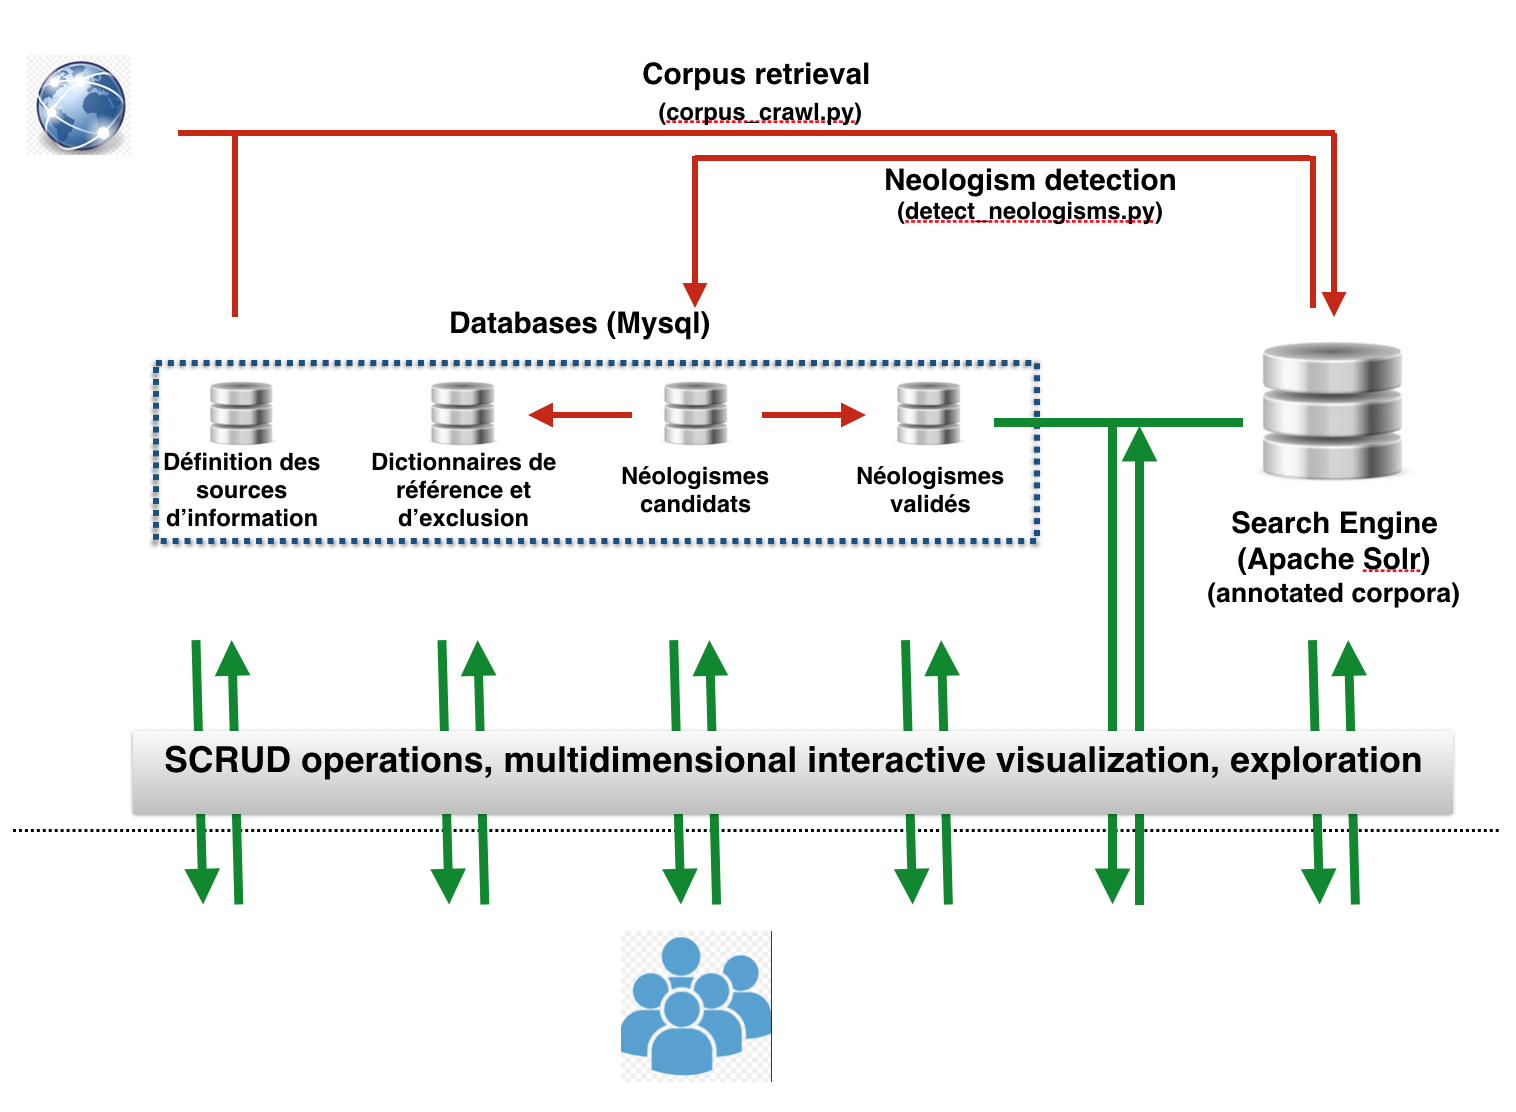 Corpus retrieval
(corpus_crawl.py)
Neologism detection
(detect_neologisms.py)
Databases (Mysql)
Définition des
sources
d’information
Dictionnaires de
référence et
d’exclusion
Néologismes
candidats
Néologismes
validés
Search Engine
(Apache Solr)
(annotated corpora)
SCRUD operations, multidimensional interactive visualization, exploration